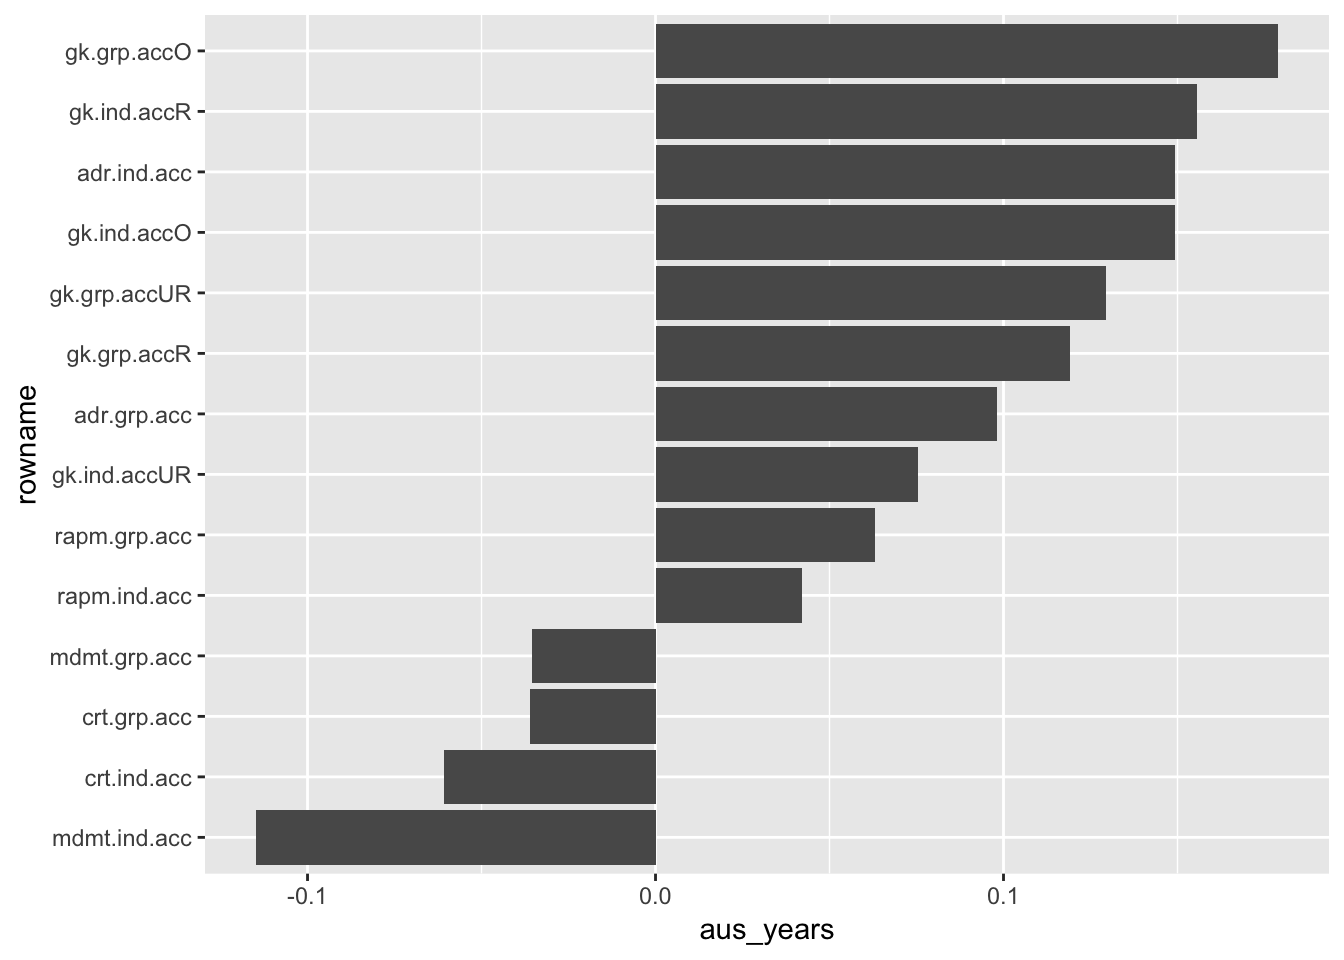 gk.grp.accO
gk.ind.accR
adr.ind.acc
gk.ind.accO
gk.grp.accUR
gk.grp.accR
adr.grp.acc
gk.ind.accUR
rapm.grp.acc
rapm.ind.acc
mdmt.grp.acc
crt.grp.acc
crt.ind.acc
mdmt.ind.acc
rowname
-0.1 0.0 0.1
aus_years